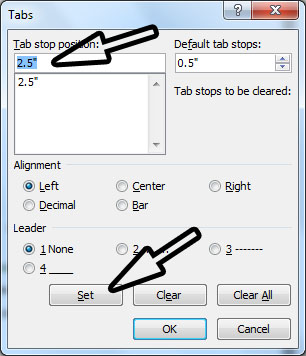 Tabs
Tab stop position: Default tab stops:
2.5" 0.5"
2.5" Tab stops to be cleared:
Alignment
Left Center Right
Decimal Bar
Leader
1 None 2 ....... 3 -------
4 ____
Set Clear Clear All
OK Cancel